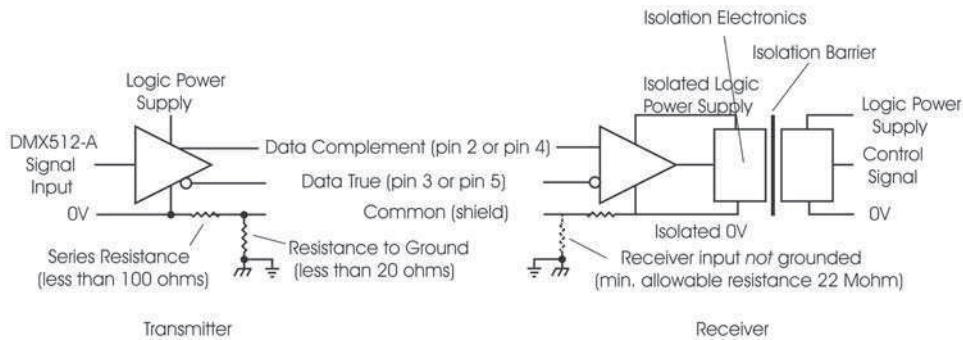 Isolation Electronics
Isolation Barrier
Logic Power
Supply
Isolated Logic
Power Supply
Logic Power
Supply
DMX512-A
Signal
Input
Data Complement (pin 2 or pin 4)
Control
Signal
Data True (pin 3 or pin 5)
0V
Common (shield)
0V
Isolated 0V
Series Resistance
(less than 100 ohms)
Resistance to Ground
(less than 20 ohms)
Receiver input not grounded
(min. allowable resistance 22 Mohm)
Transmitter
Receiver